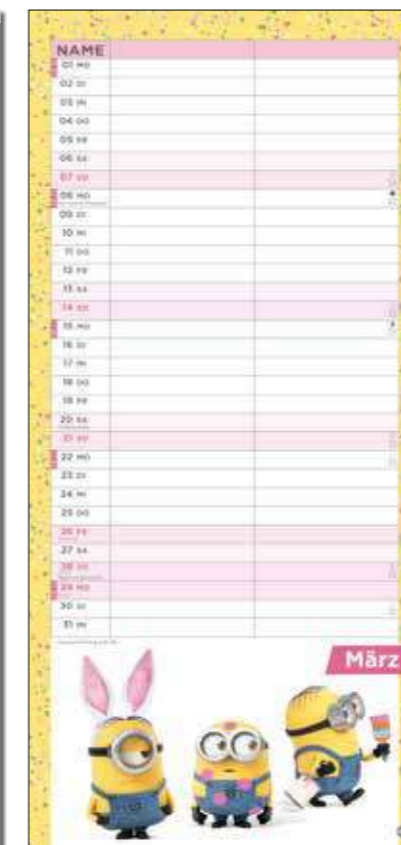 NAME
01 MO
02 DI
03 MI
04 DO
05 FR
06 SA
07 SO
08 MO
09 DI
10 MI
11 DO
12 FR
13 SA
14 SO
15 MO
16 DI
17 MI
18 DO
19 FR
20 SA
21 SO
22 MO
23 DI
24 MI
25 DO
26 FR
27 SA
28 SO
29 MO
30 DI
31 MI
März